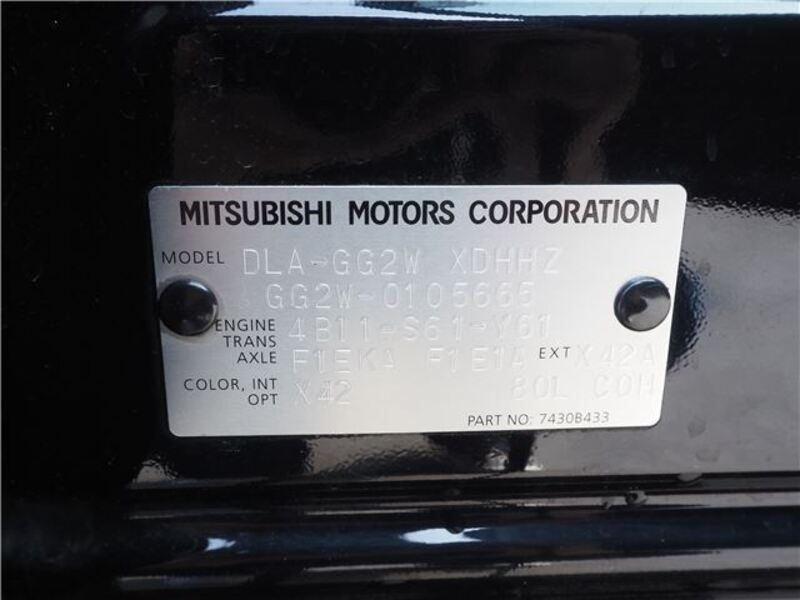 MITSUBISHI MOTORS CORPORATION
MODEL DLA-GG2W XDHHZ
GG2W-0105665
ENGINE 4B11-S61-Y61
TRANS AXLE F1EKA F1E1A EXT X42A
COLOR, INT OPT X42 80L COH
PART NO: 7430B433